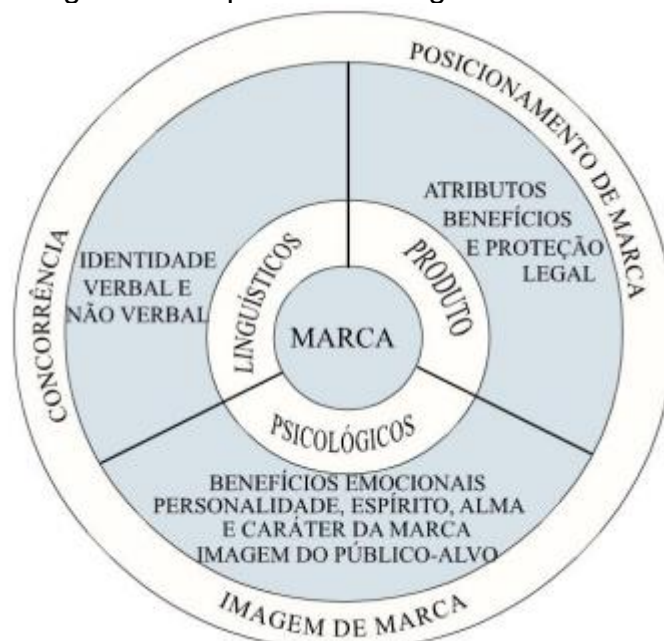 POSICIONAMENTO DE MARCA
ATRIBUTOS
BENEFÍCIOS
E PROTEÇÃO
LEGAL
CONCORRÊNCIA
IDENTIDADE
VERBAL E
NÃO VERBAL
LINGUÍSTICOS
PRODUTO
MARCA
PSICOLÓGICOS
BENEFÍCIOS EMOCIONAIS
PERSONALIDADE, ESPÍRITO, ALMA
E CARÁTER DA MARCA
IMAGEM DO PÚBLICO-ALVO
IMAGEM DE MARCA